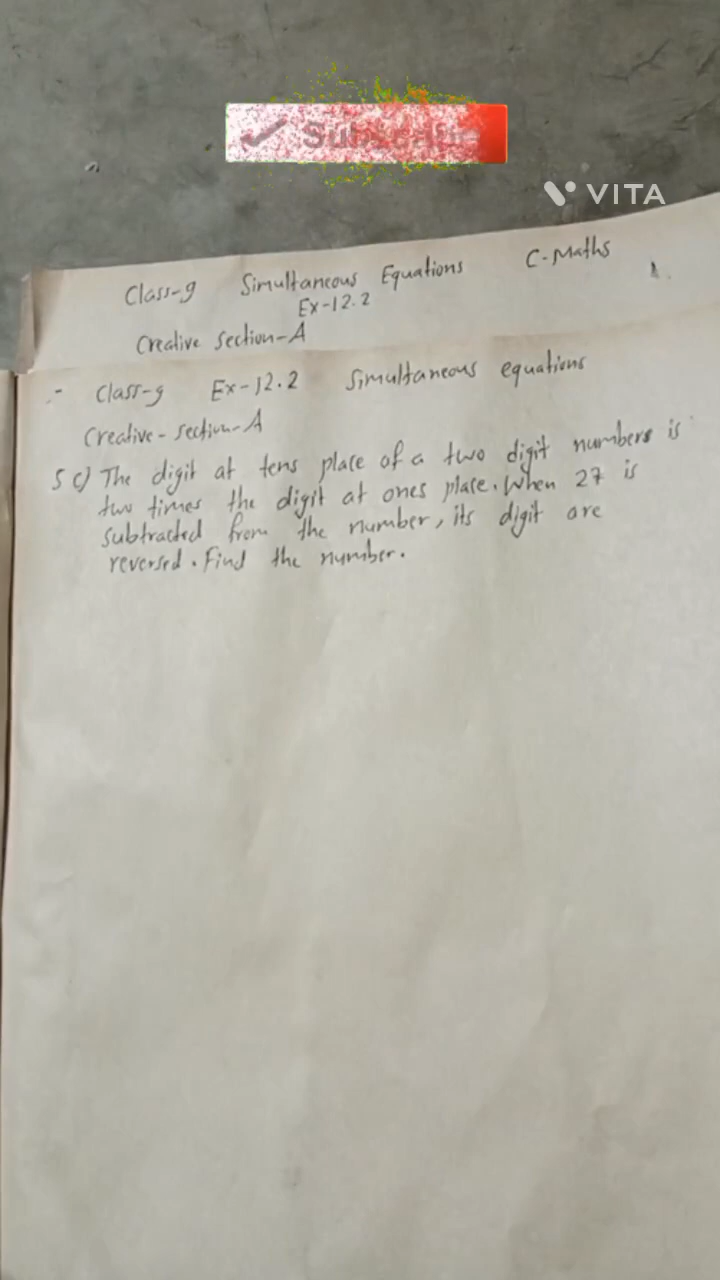 Subscribe
VITA
Class-9 Simultaneous Equations C-Maths
Ex-12.2
Creative Section-A
:- Class-9 Ex-12.2 Simultaneous equations
Creative-section-A
5 c) The digit at tens place of a two digit numbers is
two times the digit at ones place. When 27 is
subtracted from the number, its digit are
reversed. Find the number.